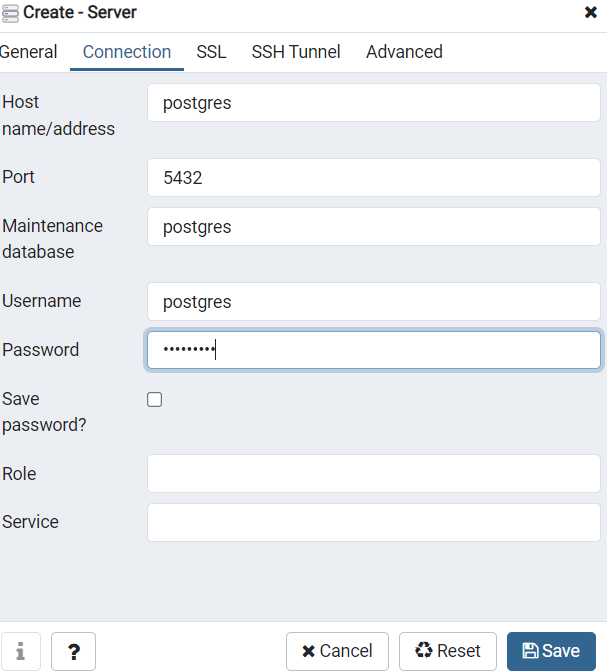 Create - Server
General Connection SSL SSH Tunnel Advanced
Host
name/address
postgres
Port
5432
Maintenance
database
postgres
Username
postgres
Password
•••••••••
Save
password?
Role
Service
i ? Cancel Reset Save